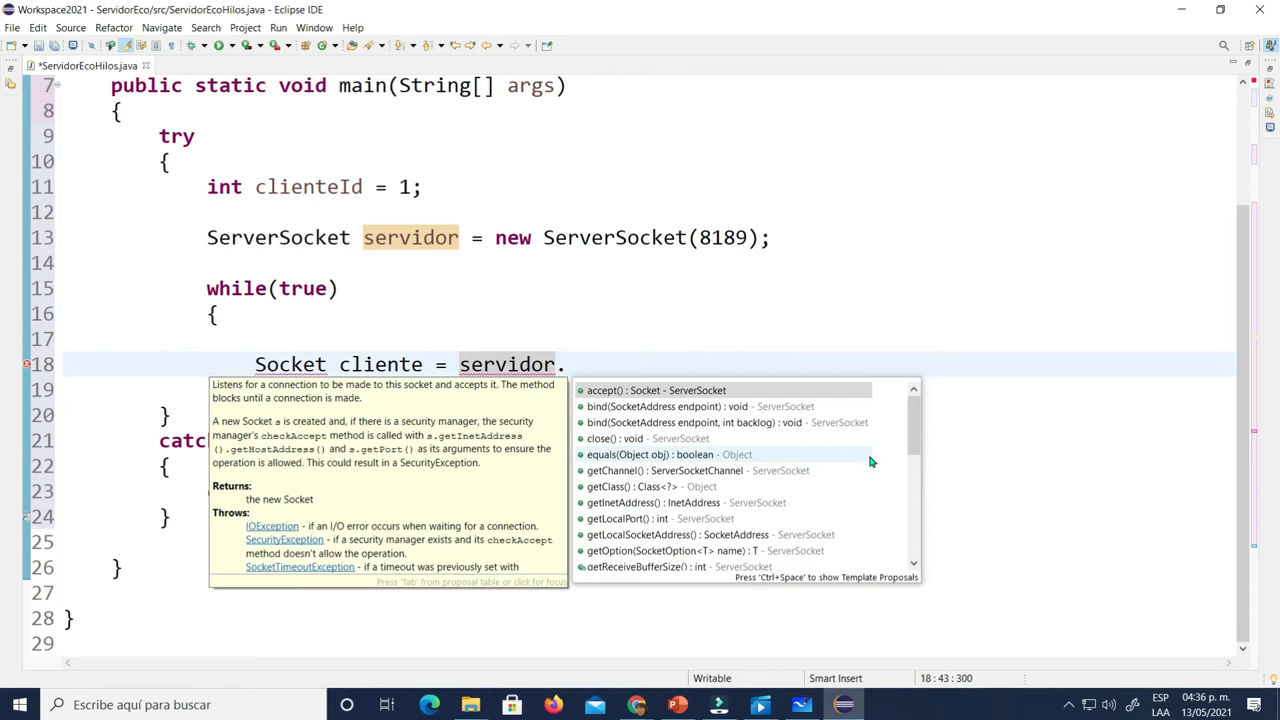 Workspace2021 - ServidorEco/src/ServidorEcoHilos.java - Eclipse IDE
File Edit Source Refactor Navigate Search Project Run Window Help
*ServidorEcoHilos.java
7 public static void main(String[] args)
8 {
9 try
10 {
11 int clienteId = 1;
12
13 ServerSocket servidor = new ServerSocket(8189);
14
15 while(true)
16 {
17
18 Socket cliente = servidor.
19
20 }
21 catc
22 {
23
24 }
25
26 }
27
28 }
29
Listens for a connection to be made to this socket and accepts it. The method
blocks until a connection is made.
A new Socket s is created and, if there is a security manager, the security
manager's checkAccept method is called with s.getInetAddress
().getHostAddress() and s.getPort() as its arguments to ensure the
operation is allowed. This could result in a SecurityException.
Returns:
the new Socket
Throws:
IOException - if an I/O error occurs when waiting for a connection.
SecurityException - if a security manager exists and its checkAccept
method doesn't allow the operation.
SocketTimeoutException - if a timeout was previously set with
Press 'Tab' from proposal table or click for focus
accept() : Socket - ServerSocket
bind(SocketAddress endpoint) : void - ServerSocket
bind(SocketAddress endpoint, int backlog) : void - ServerSocket
close() : void - ServerSocket
equals(Object obj) : boolean - Object
getChannel() : ServerSocketChannel - ServerSocket
getClass() : Class<?> - Object
getInetAddress() : InetAddress - ServerSocket
getLocalPort() : int - ServerSocket
getLocalSocketAddress() : SocketAddress - ServerSocket
getOption(SocketOption<T> name) : T - ServerSocket
getReceiveBufferSize() : int - ServerSocket
Press 'Ctrl+Space' to show Template Proposals
Writable Smart Insert 18 : 43 : 300
Escribe aquí para buscar
ESP 04:36 p. m.
LAA 13/05/2021